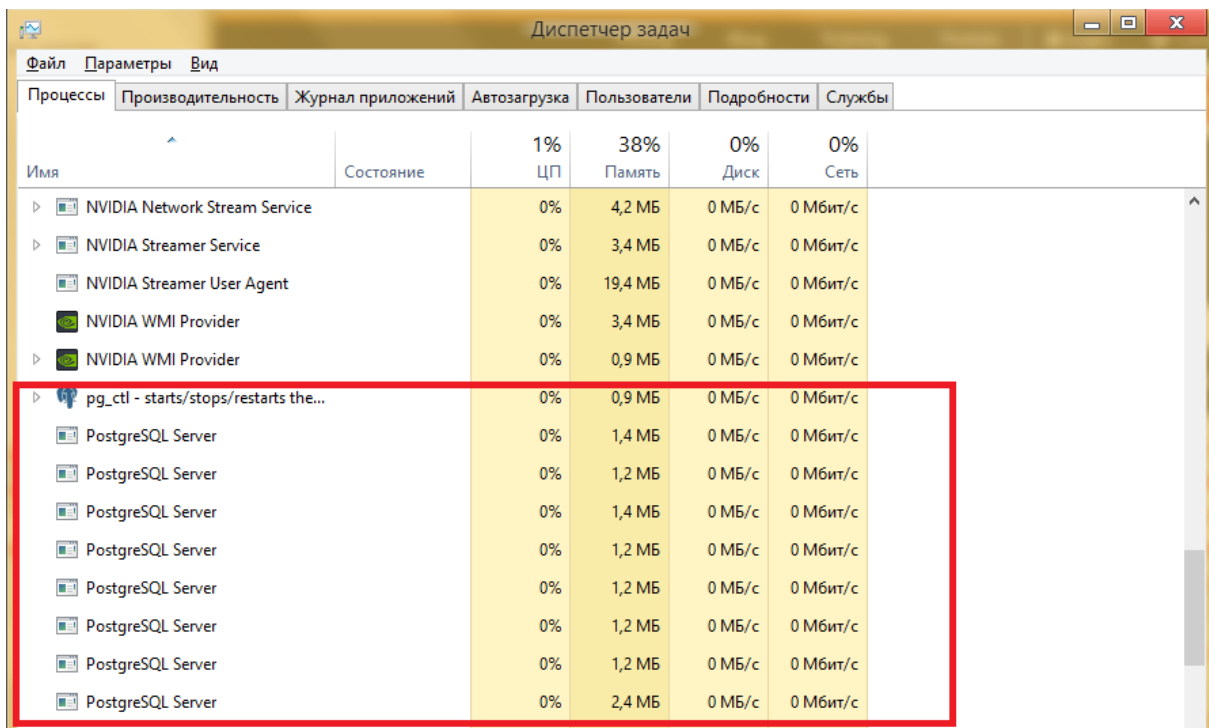 Диспетчер задач
Файл Параметры Вид
Процессы Производительность Журнал приложений Автозагрузка Пользователи Подробности Службы
1% 38% 0% 0%
Имя Состояние ЦП Память Диск Сеть
NVIDIA Network Stream Service 0% 4,2 МБ 0 МБ/с 0 Мбит/с
NVIDIA Streamer Service 0% 3,4 МБ 0 МБ/с 0 Мбит/с
NVIDIA Streamer User Agent 0% 19,4 МБ 0 МБ/с 0 Мбит/с
NVIDIA WMI Provider 0% 3,4 МБ 0 МБ/с 0 Мбит/с
NVIDIA WMI Provider 0% 0,9 МБ 0 МБ/с 0 Мбит/с
pg_ctl - starts/stops/restarts the... 0% 0,9 МБ 0 МБ/с 0 Мбит/с
PostgreSQL Server 0% 1,4 МБ 0 МБ/с 0 Мбит/с
PostgreSQL Server 0% 1,2 МБ 0 МБ/с 0 Мбит/с
PostgreSQL Server 0% 1,4 МБ 0 МБ/с 0 Мбит/с
PostgreSQL Server 0% 1,2 МБ 0 МБ/с 0 Мбит/с
PostgreSQL Server 0% 1,2 МБ 0 МБ/с 0 Мбит/с
PostgreSQL Server 0% 1,2 МБ 0 МБ/с 0 Мбит/с
PostgreSQL Server 0% 1,2 МБ 0 МБ/с 0 Мбит/с
PostgreSQL Server 0% 2,4 МБ 0 МБ/с 0 Мбит/с